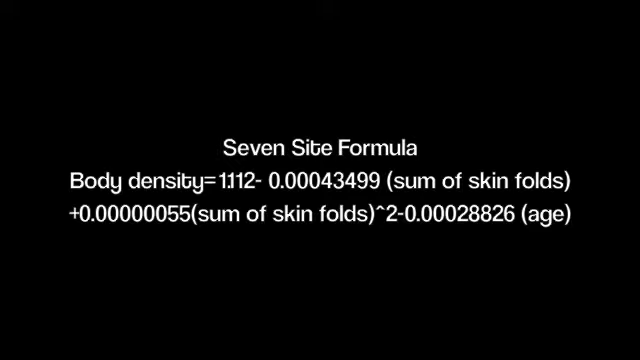 Seven Site Formula
Body density= 1.112- 0.00043499 (sum of skin folds)
+0.00000055(sum of skin folds)^2-0.00028826 (age)